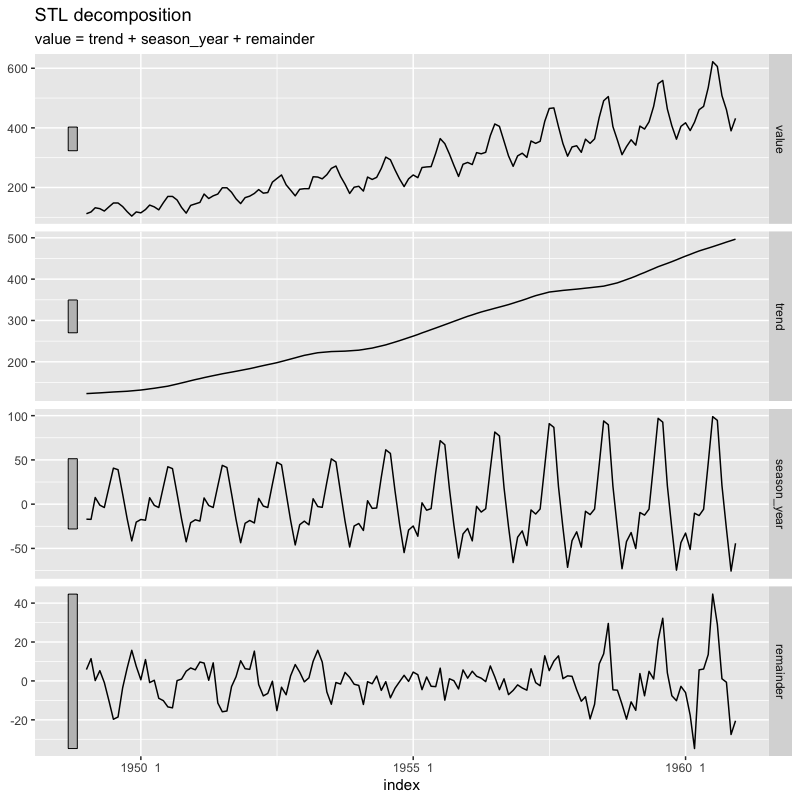 STL decomposition
value = trend + season_year + remainder
600
400
200
value
500
400
300
200
trend
100
50
0
-50
season_year
40
20
0
-20
remainder
1950 1
1955 1
1960 1
index